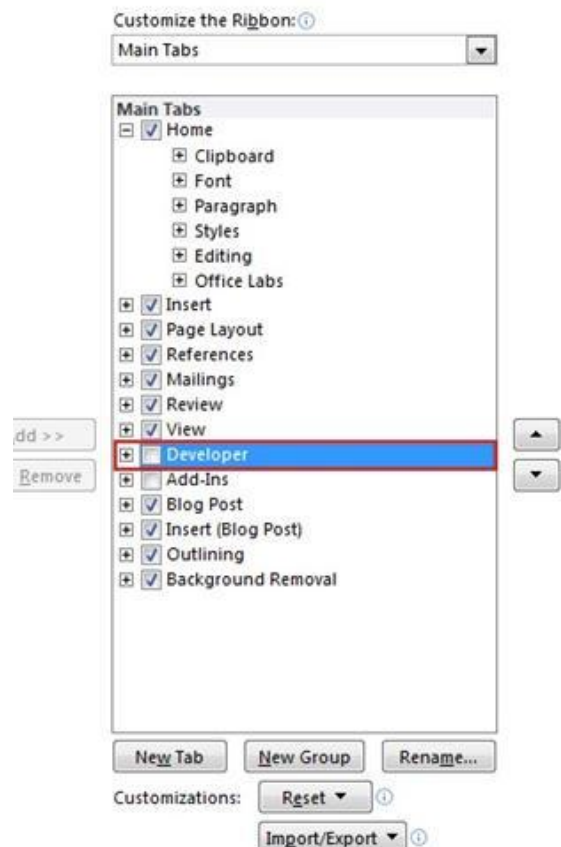 Customize the Ribbon:
Main Tabs
Main Tabs
Home
Clipboard
Font
Paragraph
Styles
Editing
Office Labs
Insert
Page Layout
References
Mailings
Review
View
dd >>
Developer
Remove
Add-Ins
Blog Post
Insert (Blog Post)
Outlining
Background Removal
New Tab
New Group
Rename...
Customizations:
Reset
Import/Export